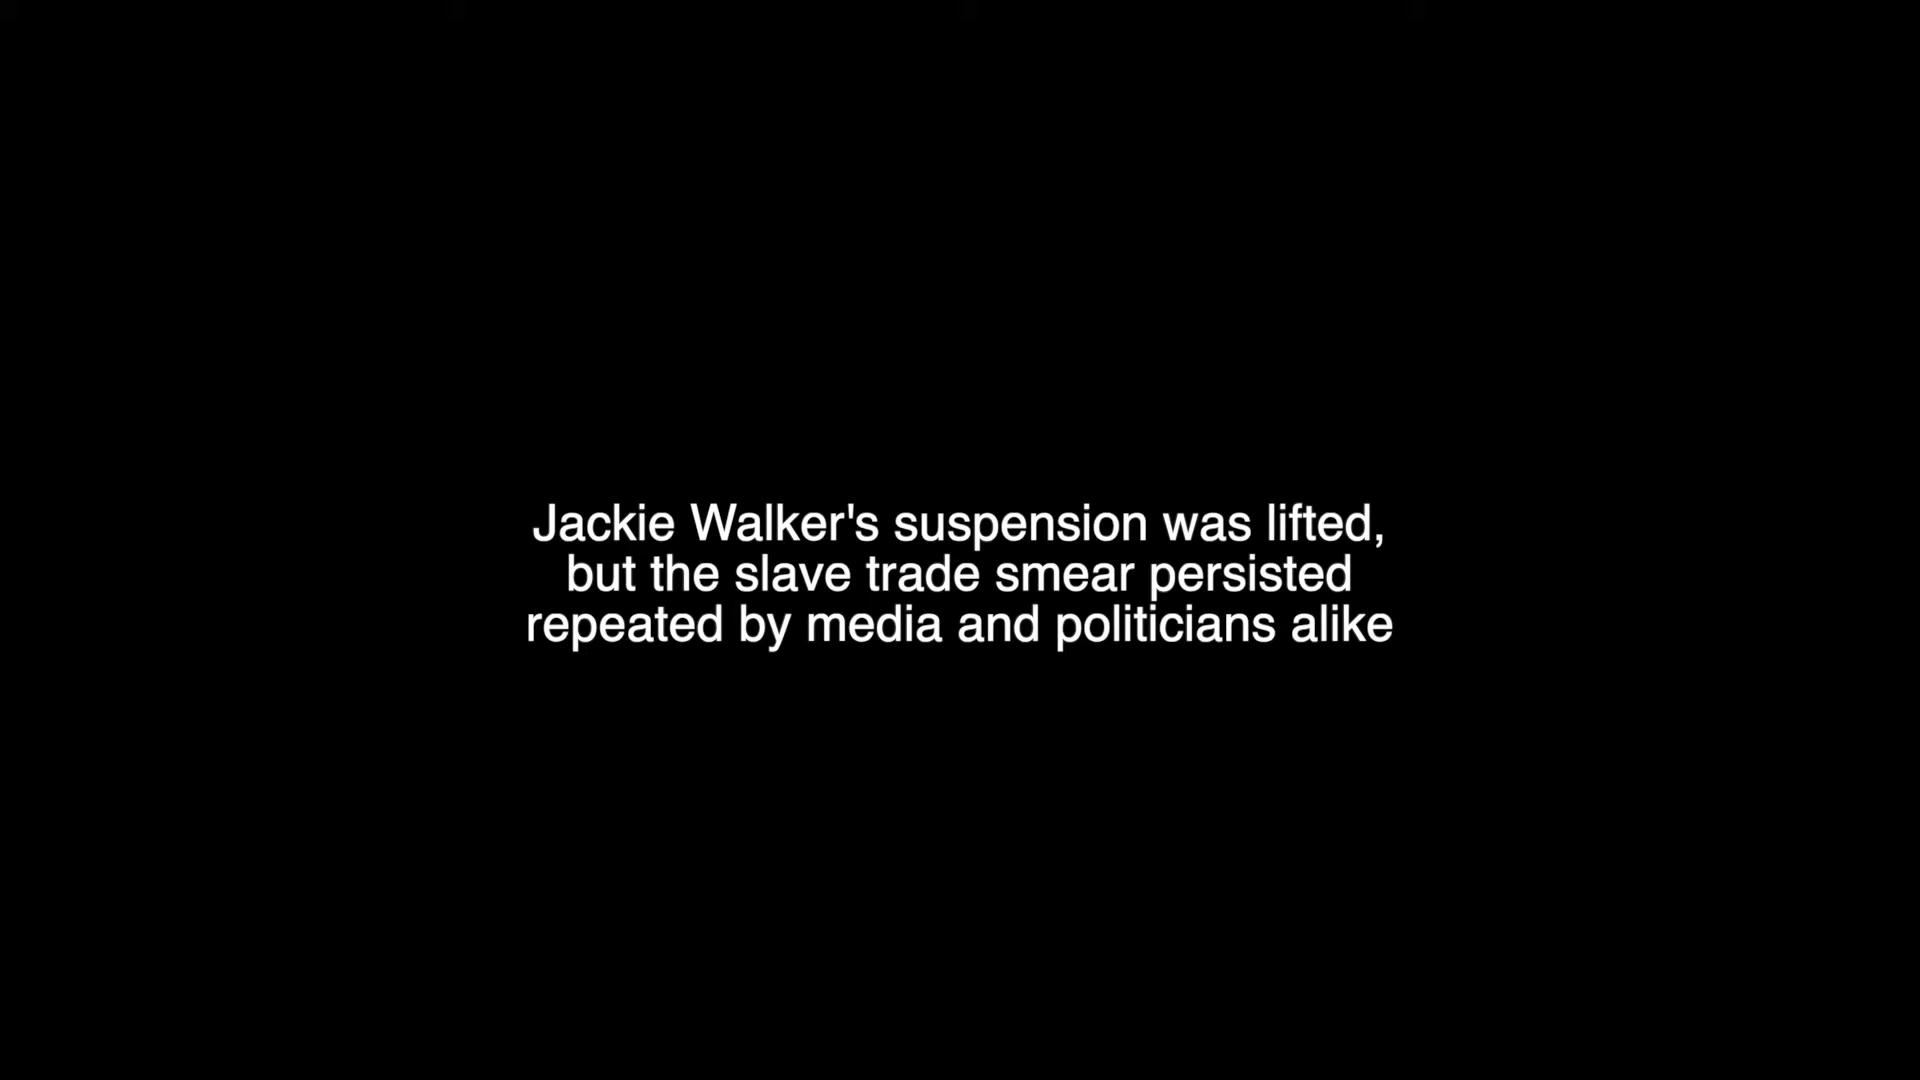 Jackie Walker's suspension was lifted,
but the slave trade smear persisted
repeated by media and politicians alike